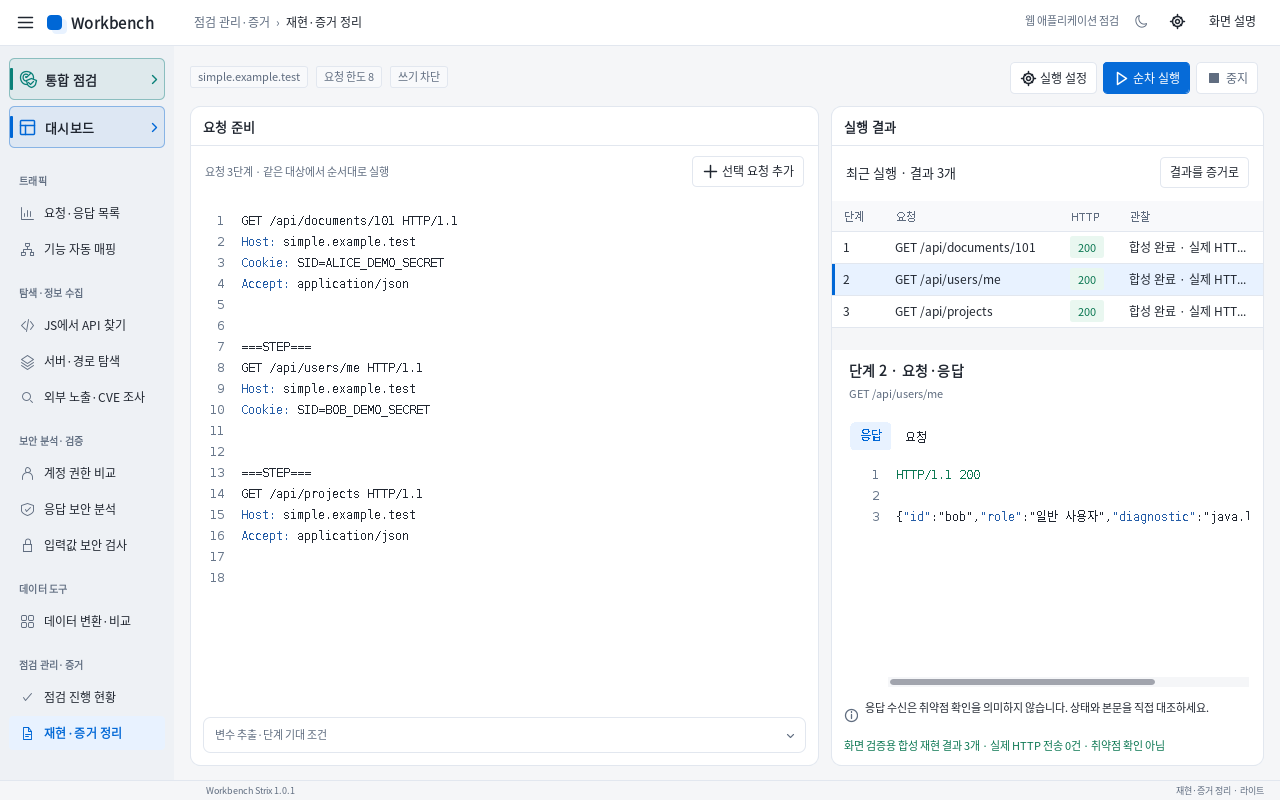 Workbench
점검 관리·증거 › 재현·증거 정리
웹 애플리케이션 점검
화면 설명
통합 점검
대시보드
트래픽
요청·응답 목록
기능 자동 매핑
탐색·정보 수집
JS에서 API 찾기
서버·경로 탐색
외부 노출·CVE 조사
보안 분석·검증
계정 권한 비교
응답 보안 분석
입력값 보안 검사
데이터 도구
데이터 변환·비교
점검 관리·증거
점검 진행 현황
재현·증거 정리
simple.example.test
요청 한도 8
쓰기 차단
실행 설정
순차 실행
중지
요청 준비
요청 3단계 · 같은 대상에서 순서대로 실행
선택 요청 추가
1 GET /api/documents/101 HTTP/1.1
2 Host: simple.example.test
3 Cookie: SID=ALICE_DEMO_SECRET
4 Accept: application/json
5
6
7 ===STEP===
8 GET /api/users/me HTTP/1.1
9 Host: simple.example.test
10 Cookie: SID=BOB_DEMO_SECRET
11
12
13 ===STEP===
14 GET /api/projects HTTP/1.1
15 Host: simple.example.test
16 Accept: application/json
17
18
변수 추출·단계 기대 조건
실행 결과
최근 실행 · 결과 3개
결과를 증거로
단계 요청 HTTP 관찰
1 GET /api/documents/101 200 합성 완료 · 실제 HTT...
2 GET /api/users/me 200 합성 완료 · 실제 HTT...
3 GET /api/projects 200 합성 완료 · 실제 HTT...
단계 2 · 요청·응답
GET /api/users/me
응답 요청
1 HTTP/1.1 200
2
3 {"id":"bob","role":"일반 사용자","diagnostic":"java.l
응답 수신은 취약점 확인을 의미하지 않습니다. 상태와 본문을 직접 대조하세요.
화면 검증용 합성 재현 결과 3개 · 실제 HTTP 전송 0건 · 취약점 확인 아님
Workbench Strix 1.0.1
재현·증거 정리 · 라이트